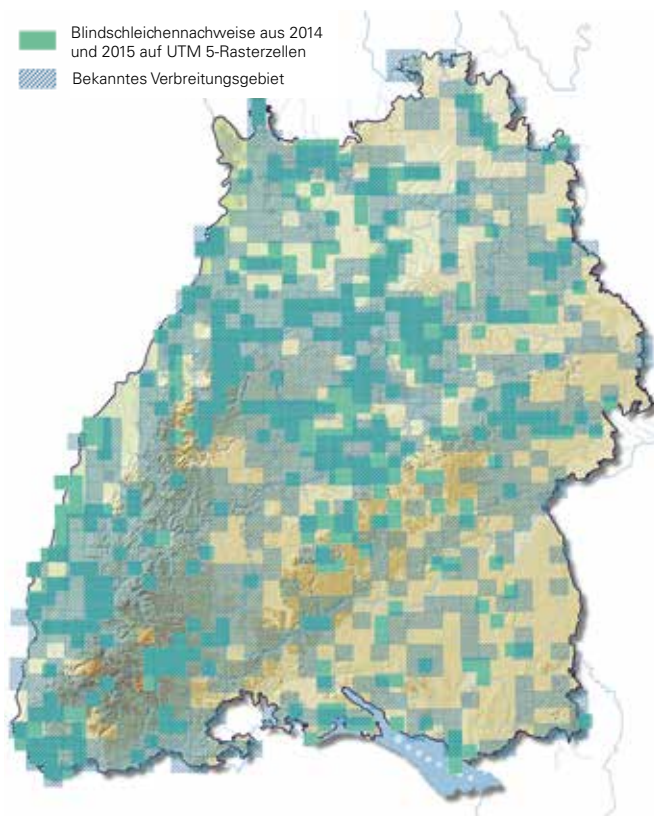 Blindschleichennachweise aus 2014
und 2015 auf UTM 5-Rasterzellen
Bekanntes Verbreitungsgebiet